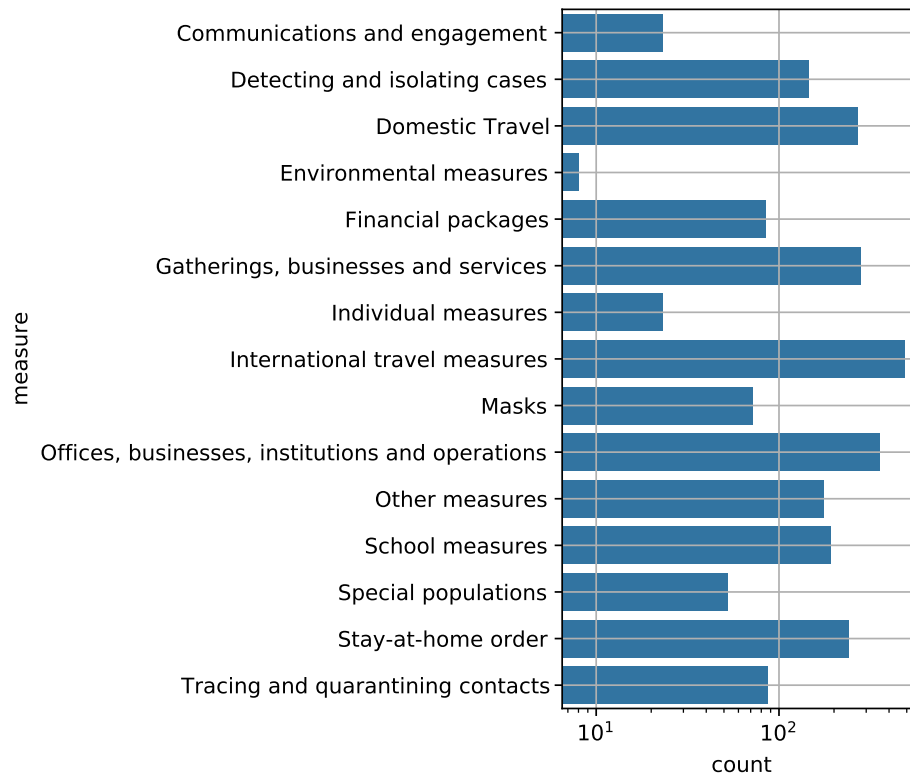 Communications and engagement
Detecting and isolating cases
Domestic Travel
Environmental measures
Financial packages
Gatherings, businesses and services
Individual measures
International travel measures
Masks
Offices, businesses, institutions and operations
Other measures
School measures
Special populations
Stay-at-home order
Tracing and quarantining contacts
measure
10¹ 10²
count